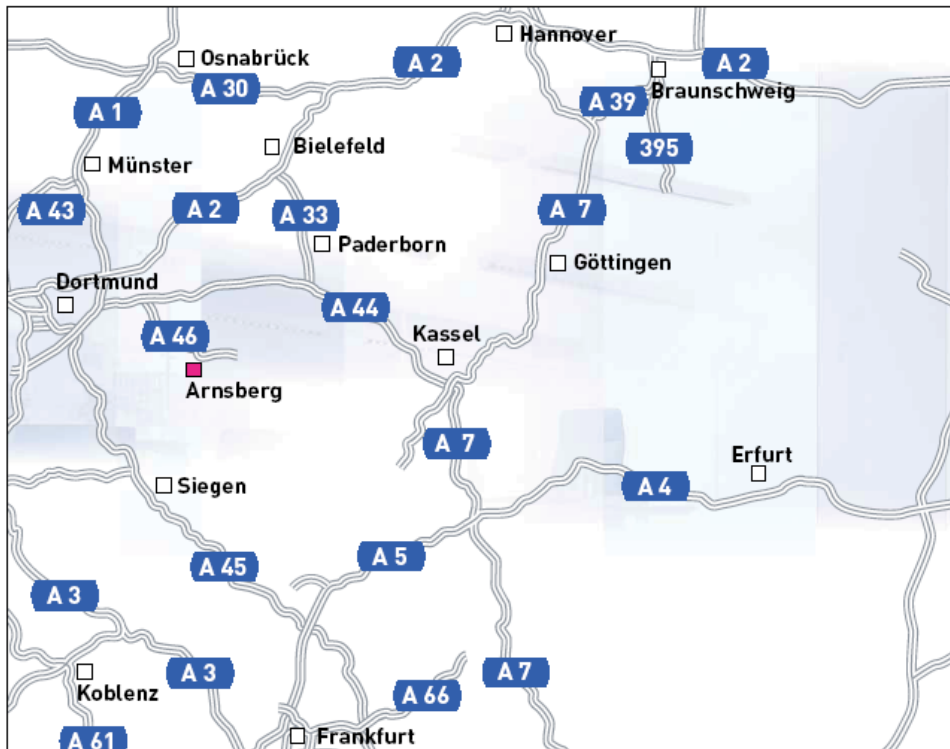 Hannover
Osnabrück
A 2
A 2
A 30
Braunschweig
A 39
A 1
Bielefeld
395
Münster
A 43
A 2
A 33
A 7
Paderborn
Göttingen
Dortmund
A 44
A 46
Kassel
Arnsberg
A 7
Erfurt
Siegen
A 4
A 5
A 45
A 3
A 3
A 7
Koblenz
A 66
Frankfurt
A 61